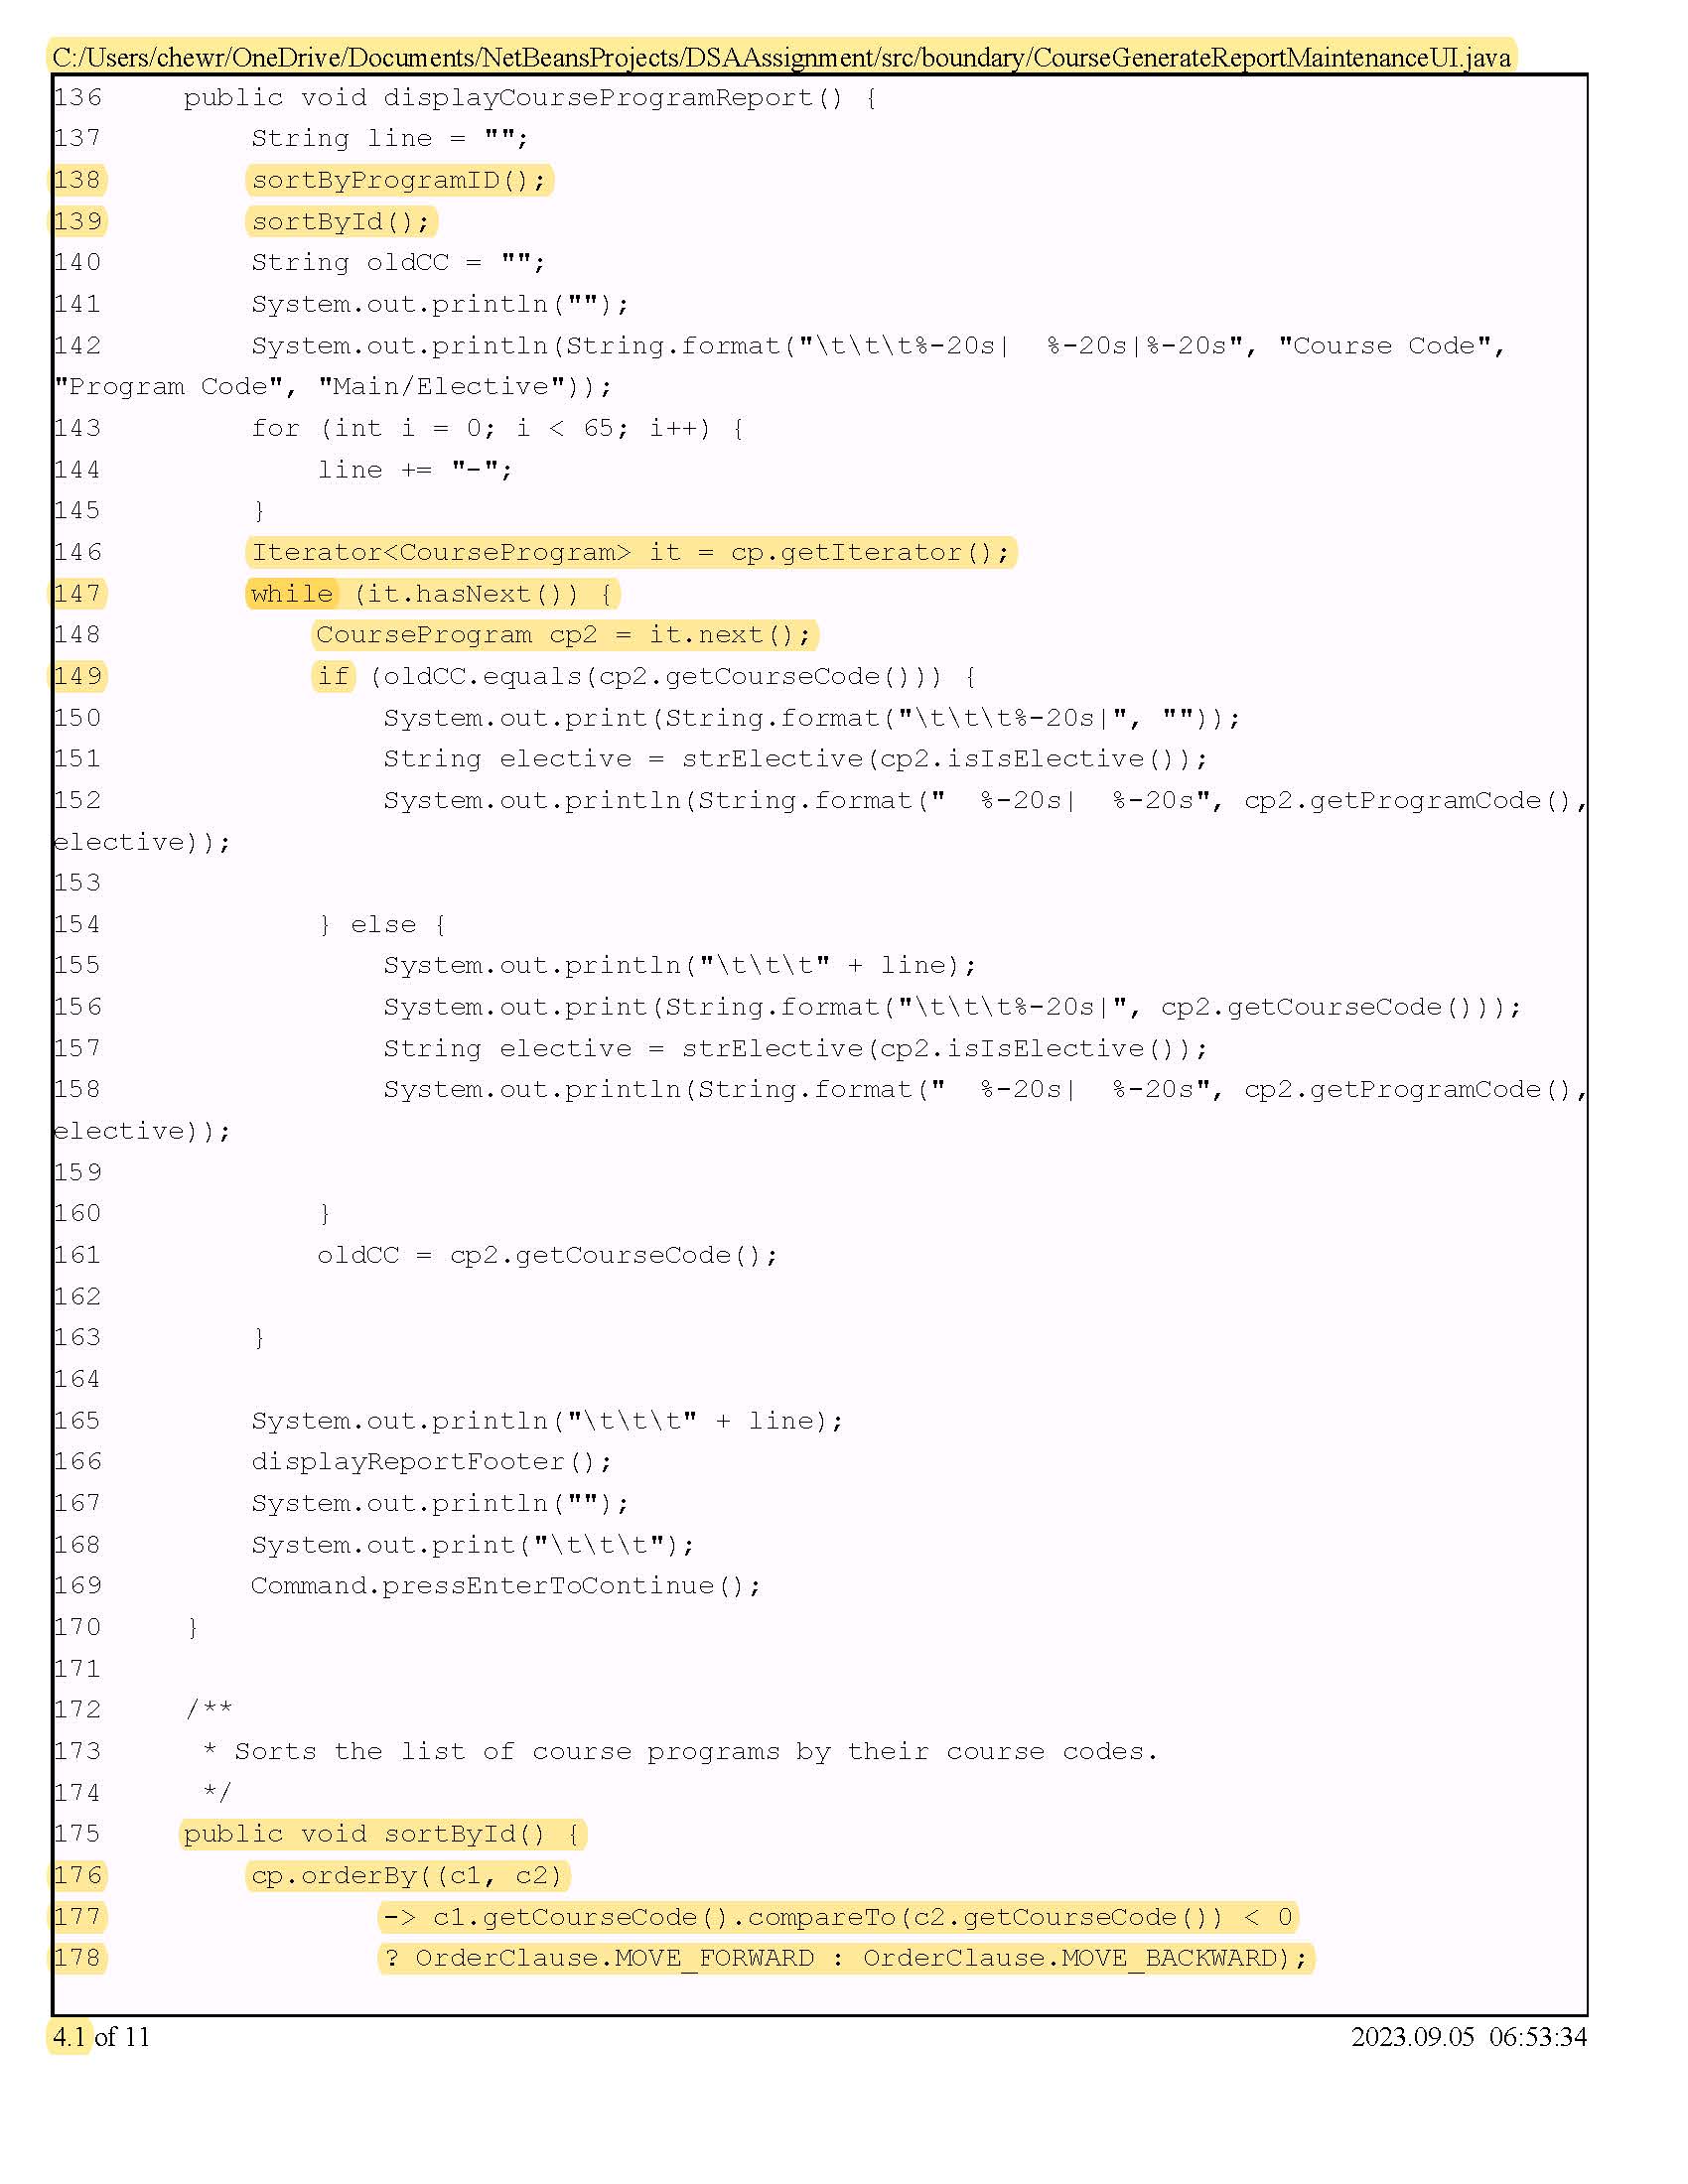 C:/Users/chewr/OneDrive/Documents/NetBeansProjects/DSAAssignment/src/boundary/CourseGenerateReportMaintenanceUI.java
136     public void displayCourseProgramReport() {
137         String line = "";
138         sortByProgramID();
139         sortById();
140         String oldCC = "";
141         System.out.println("");
142         System.out.println(String.format("\t\t\t%-20s|  %-20s|%-20s", "Course Code",
"Program Code", "Main/Elective"));
143         for (int i = 0; i < 65; i++) {
144             line += "-";
145         }
146         Iterator<CourseProgram> it = cp.getIterator();
147         while (it.hasNext()) {
148             CourseProgram cp2 = it.next();
149             if (oldCC.equals(cp2.getCourseCode())) {
150                 System.out.print(String.format("\t\t\t%-20s|", ""));
151                 String elective = strElective(cp2.isIsElective());
152                 System.out.println(String.format("  %-20s|  %-20s", cp2.getProgramCode(),
elective));
153
154             } else {
155                 System.out.println("\t\t\t" + line);
156                 System.out.print(String.format("\t\t\t%-20s|", cp2.getCourseCode()));
157                 String elective = strElective(cp2.isIsElective());
158                 System.out.println(String.format("  %-20s|  %-20s", cp2.getProgramCode(),
elective));
159
160             }
161             oldCC = cp2.getCourseCode();
162
163         }
164
165         System.out.println("\t\t\t" + line);
166         displayReportFooter();
167         System.out.println("");
168         System.out.print("\t\t\t");
169         Command.pressEnterToContinue();
170     }
171
172     /**
173      * Sorts the list of course programs by their course codes.
174      */
175     public void sortById() {
176         cp.orderBy((c1, c2)
177                 -> c1.getCourseCode().compareTo(c2.getCourseCode()) < 0
178                 ? OrderClause.MOVE_FORWARD : OrderClause.MOVE_BACKWARD);
4.1 of 11
2023.09.05  06:53:34